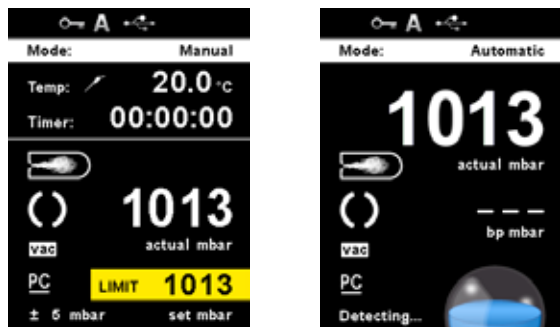 A
Mode: Manual
Temp: 20.0 °C
Timer: 00:00:00
1013
actual mbar
vac
PC
LIMIT 1013
± 5 mbar set mbar
A
Mode: Automatic
1013
actual mbar
– – –
bp mbar
vac
PC
Detecting...